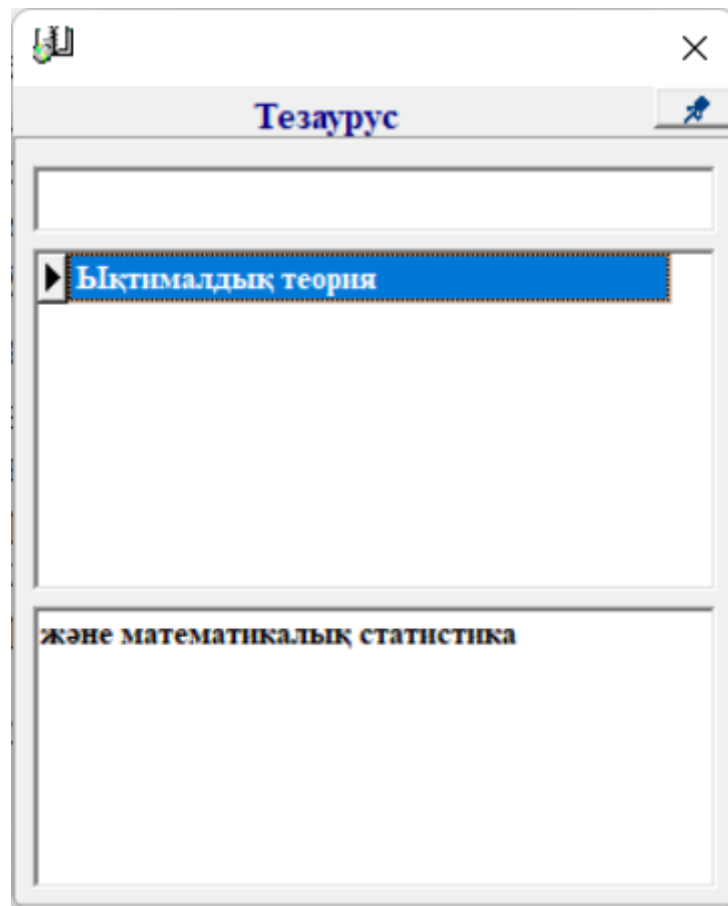 Тезаурус
Ықтималдық теория
және математикалық статистика